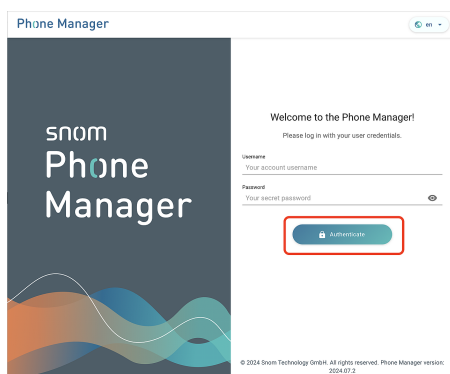 Phone Manager
en
snom
Phone
Manager
Welcome to the Phone Manager!
Please log in with your user credentials.
Username
Your account username
Password
Your secret password
Authenticate
© 2024 Snom Technology GmbH. All rights reserved. Phone Manager version:
2024.07.2